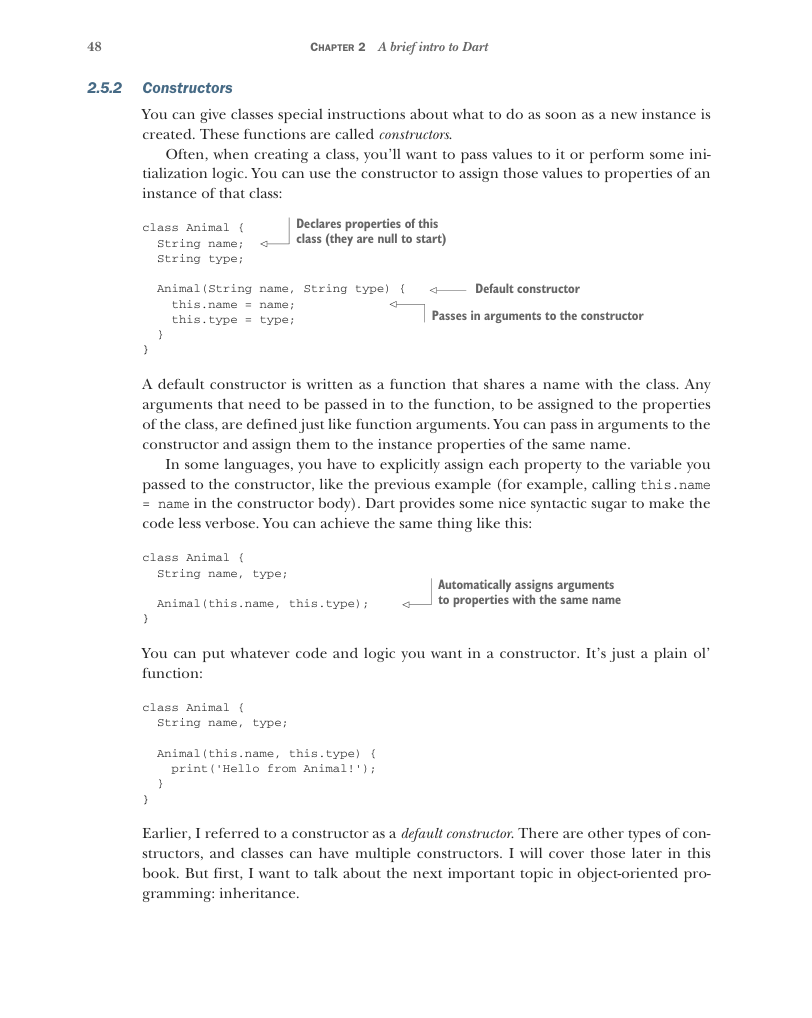 48 CHAPTER 2 A brief intro to Dart
2.5.2 Constructors
You can give classes special instructions about what to do as soon as a new instance is
created. These functions are called constructors.
Often, when creating a class, you’ll want to pass values to it or perform some ini-
tialization logic. You can use the constructor to assign those values to properties of an
instance of that class:
class Animal {
String name;
String type;
Declares properties of this
class (they are null to start)
Animal(String name, String type) {
Default constructor
this.name = name;
this.type = type;
Passes in arguments to the constructor
}
}
A default constructor is written as a function that shares a name with the class. Any
arguments that need to be passed in to the function, to be assigned to the properties
of the class, are defined just like function arguments. You can pass in arguments to the
constructor and assign them to the instance properties of the same name.
In some languages, you have to explicitly assign each property to the variable you
passed to the constructor, like the previous example (for example, calling this.name
= name in the constructor body). Dart provides some nice syntactic sugar to make the
code less verbose. You can achieve the same thing like this:
class Animal {
String name, type;
Animal(this.name, this.type);
Automatically assigns arguments
to properties with the same name
}
You can put whatever code and logic you want in a constructor. It’s just a plain ol’
function:
class Animal {
String name, type;
Animal(this.name, this.type) {
print('Hello from Animal!');
}
}
Earlier, I referred to a constructor as a default constructor. There are other types of con-
structors, and classes can have multiple constructors. I will cover those later in this
book. But first, I want to talk about the next important topic in object-oriented pro-
gramming: inheritance.